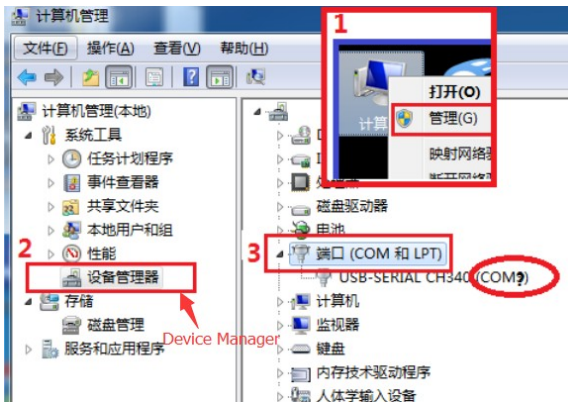 计算机管理
文件(F) 操作(A) 查看(V) 帮助(H)
1
打开(O)
管理(G)
计算机管理(本地)
系统工具
任务计划程序
事件查看器
共享文件夹
本地用户和组
性能
2
设备管理器
存储
磁盘管理
服务和应用程序
Device Manager
磁盘驱动器
电池
3
端口 (COM 和 LPT)
USB-SERIAL CH340 (COM?)
计算机
监视器
键盘
内存技术驱动程序
人体学输入设备